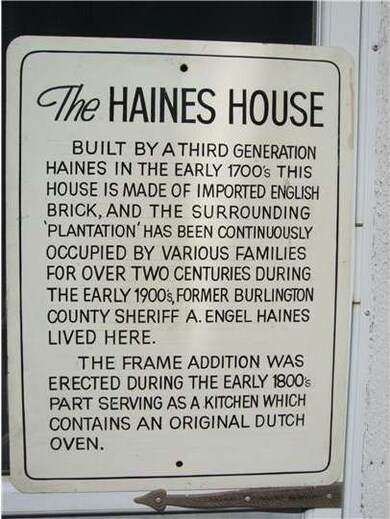 The HAINES HOUSE
BUILT BY A THIRD GENERATION
HAINES IN THE EARLY 1700's THIS
HOUSE IS MADE OF IMPORTED ENGLISH
BRICK, AND THE SURROUNDING
'PLANTATION' HAS BEEN CONTINUOUSLY
OCCUPIED BY VARIOUS FAMILIES
FOR OVER TWO CENTURIES DURING
THE EARLY 1900's, FORMER BURLINGTON
COUNTY SHERIFF A. ENGEL HAINES
LIVED HERE.
THE FRAME ADDITION WAS
ERECTED DURING THE EARLY 1800's
PART SERVING AS A KITCHEN WHICH
CONTAINS AN ORIGINAL DUTCH
OVEN.